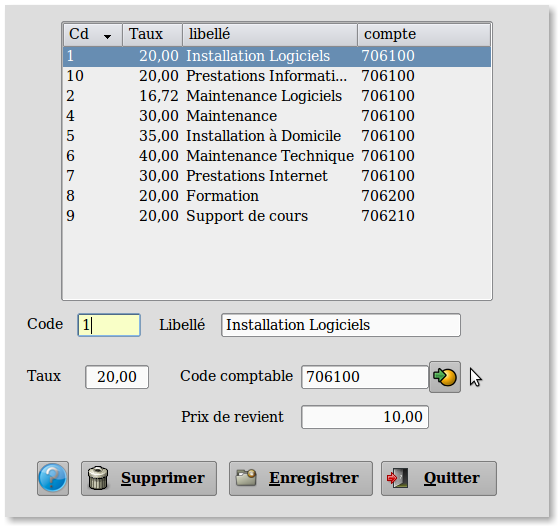 Cd Taux libellé compte
1 20,00 Installation Logiciels 706100
10 20,00 Prestations Informati... 706100
2 16,72 Maintenance Logiciels 706100
4 30,00 Maintenance 706100
5 35,00 Installation à Domicile 706100
6 40,00 Maintenance Technique 706100
7 30,00 Prestations Internet 706100
8 20,00 Formation 706200
9 20,00 Support de cours 706210
Code 1 Libellé Installation Logiciels
Taux 20,00 Code comptable 706100
Prix de revient 10,00
? Supprimer Enregistrer Quitter